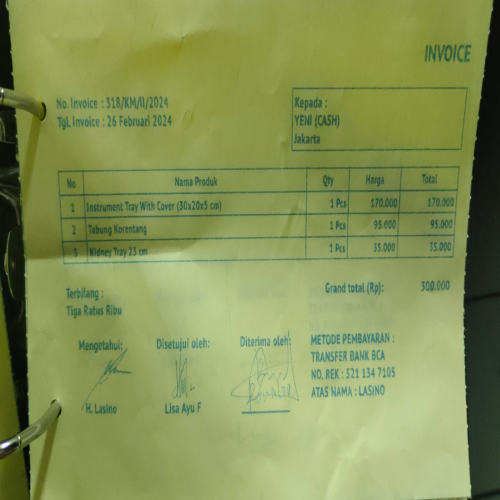 INVOICE
No. Invoice : 318/KM/II/2024
Tgl. Invoice : 26 Februari 2024
Kepada :
YENI (CASH)
Jakarta
No Nama Produk Qty Harga Total
1 Instrument Tray With Cover (30x20x5 cm) 1 Pcs 170.000 170.000
2 Tabung Korentang 1 Pcs 95.000 95.000
3 Kidney Tray 23 cm 1 Pcs 35.000 35.000
Terbilang : Grand total (Rp): 300.000
Tiga Ratus Ribu
Mengetahui: Disetujui oleh: Diterima oleh:
H. Lasino Lisa Ayu F
METODE PEMBAYARAN :
TRANSFER BANK BCA
NO. REK : 521 134 7105
ATAS NAMA : LASINO